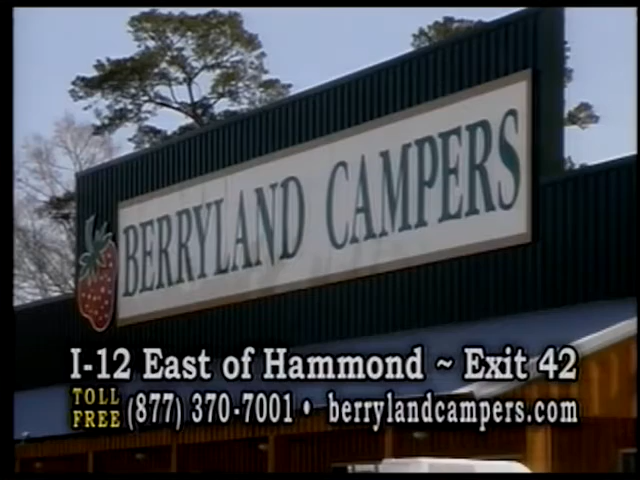 BERRYLAND CAMPERS
I-12 East of Hammond ~ Exit 42
TOLL FREE (877) 370-7001 • berrylandcampers.com